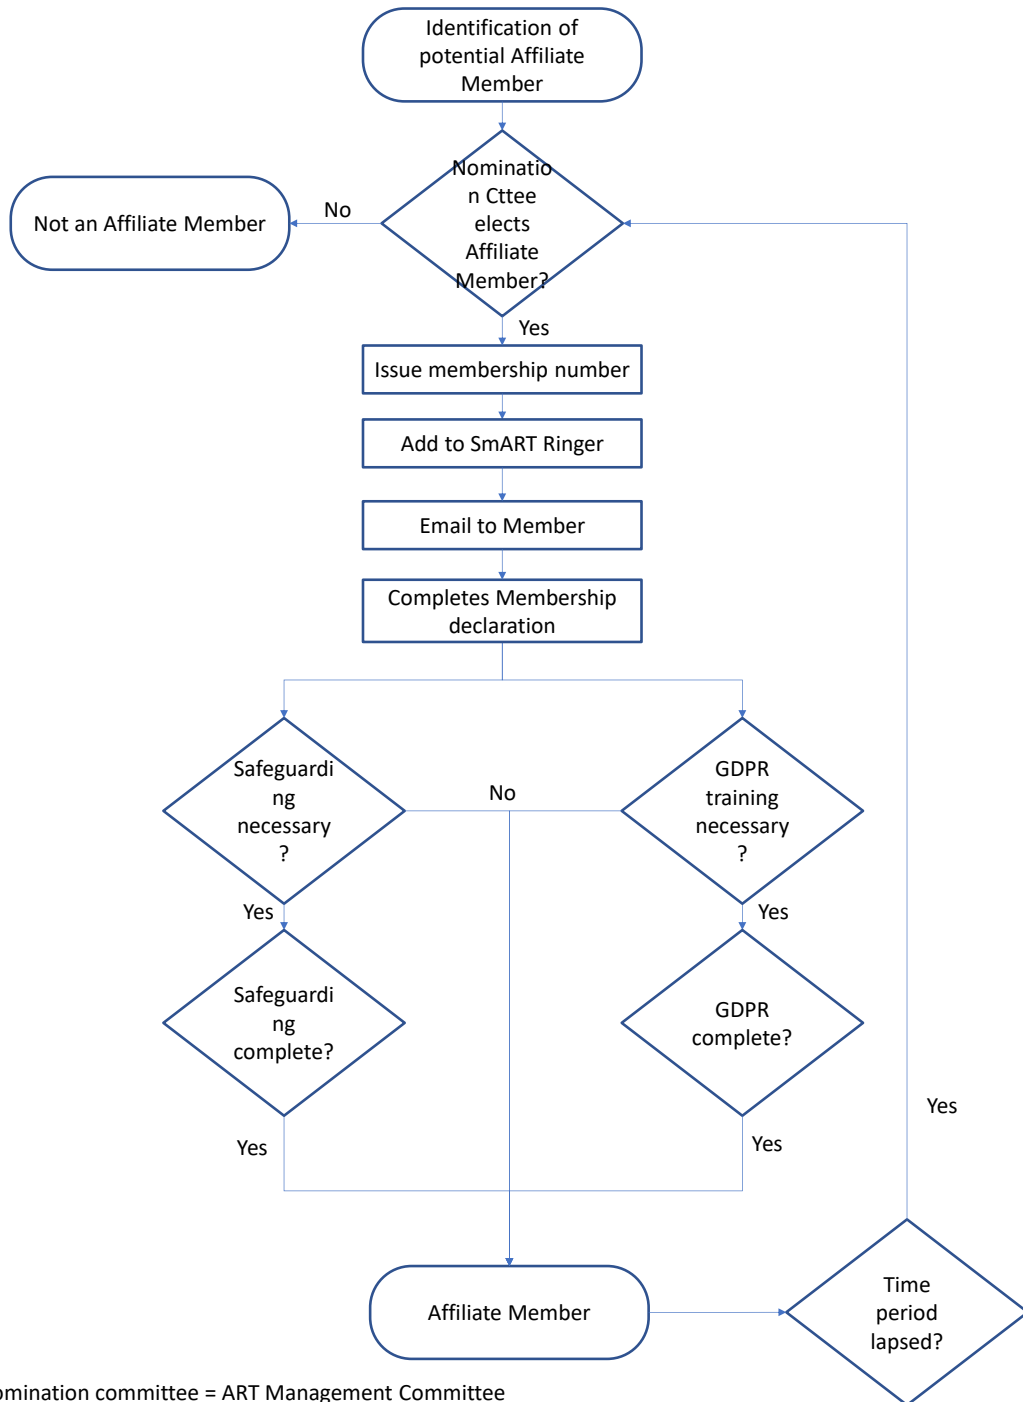 Identification of
potential Affiliate
Member
Nominatio
n Cttee
elects
Affiliate
Member?
No
Not an Affiliate Member
Yes
Issue membership number
Add to SmART Ringer
Email to Member
Completes Membership
declaration
Safeguardi
ng
necessary
?
No
GDPR
training
necessary
?
Yes
Yes
Safeguardi
ng
complete?
GDPR
complete?
Yes
Yes
Yes
Affiliate Member
Time
period
lapsed?
omination committee = ART Management Committee